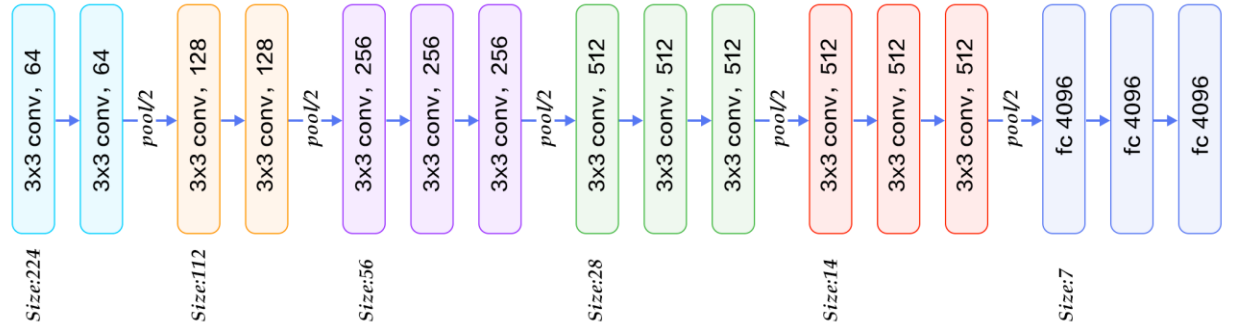 3x3 conv, 64
3x3 conv, 64
pool/2
3x3 conv, 128
3x3 conv, 128
pool/2
3x3 conv, 256
3x3 conv, 256
3x3 conv, 256
pool/2
3x3 conv, 512
3x3 conv, 512
3x3 conv, 512
pool/2
3x3 conv, 512
3x3 conv, 512
3x3 conv, 512
pool/2
fc 4096
fc 4096
fc 4096
Size:224
Size:112
Size:56
Size:28
Size:14
Size:7